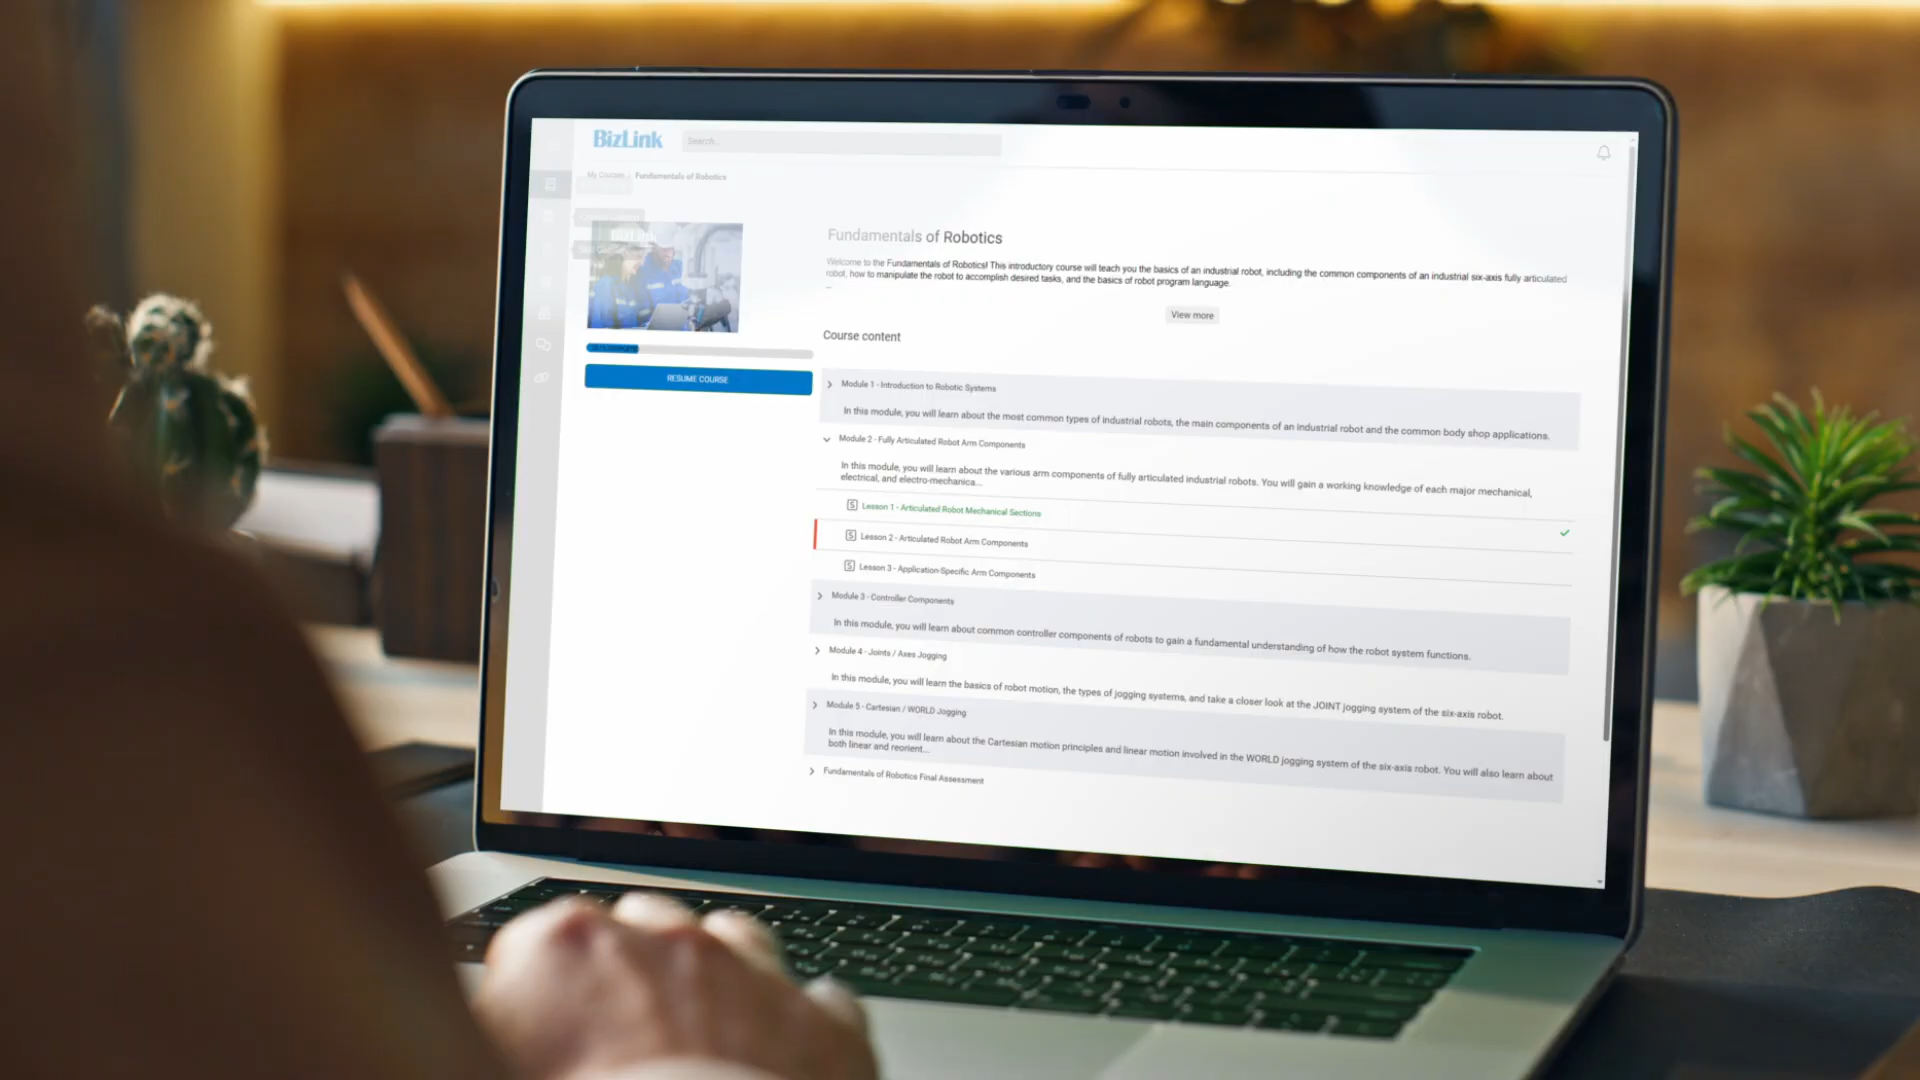 BizLink
Search...
My Courses / Fundamentals of Robotics
BizLink
Fundamentals of Robotics
Welcome to the Fundamentals of Robotics! This introductory course will teach you the basics of an industrial robot, including the common components of an industrial six-axis fully articulated
robot, how to manipulate the robot to accomplish desired tasks, and the basics of robot program language.
...
View more
RESUME COURSE
Course content
Module 1 - Introduction to Robotic Systems
In this module, you will learn about the most common types of industrial robots, the main components of an industrial robot and the common body shop applications.
Module 2 - Fully Articulated Robot Arm Components
In this module, you will learn about the various arm components of fully articulated industrial robots. You will gain a working knowledge of each major mechanical,
electrical, and electro-mechanica...
S Lesson 1 - Articulated Robot Mechanical Sections
S Lesson 2 - Articulated Robot Arm Components
S Lesson 3 - Application-Specific Arm Components
Module 3 - Controller Components
In this module, you will learn about common controller components of robots to gain a fundamental understanding of how the robot system functions.
Module 4 - Joints / Axes Jogging
In this module, you will learn the basics of robot motion, the types of jogging systems, and take a closer look at the JOINT jogging system of the six-axis robot.
Module 5 - Cartesian / WORLD Jogging
In this module, you will learn about the Cartesian motion principles and linear motion involved in the WORLD jogging system of the six-axis robot. You will also learn about
both linear and reorient...
Fundamentals of Robotics Final Assessment